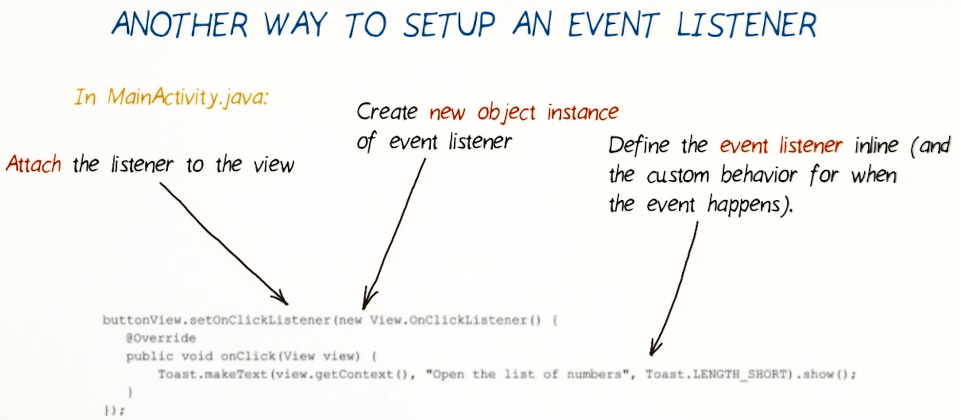 ANOTHER WAY TO SETUP AN EVENT LISTENER
In MainActivity.java:
Attach the listener to the view
Create new object instance
of event listener
Define the event listener inline (and
the custom behavior for when
the event happens).
buttonView.setOnClickListener(new View.OnClickListener() {
@Override
public void onClick(View view) {
Toast.makeText(view.getContext(), "Open the list of numbers", Toast.LENGTH_SHORT).show();
}
});